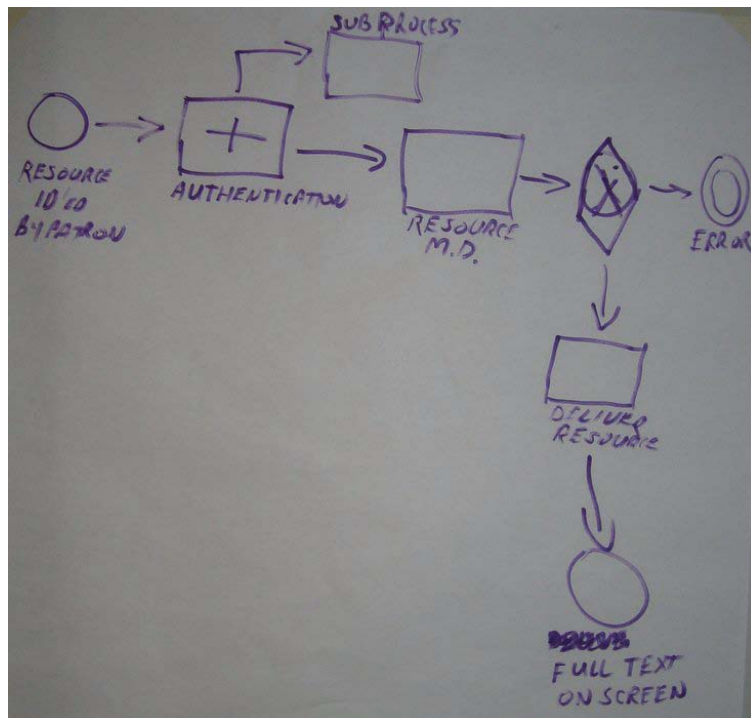 SUB PROCESS
RESOURCE
ID'ED
BY PATRON
AUTHENTICATION
RESOURCE
M.D.
X
ERROR
DELIVER
RESOURCE
FULL TEXT
ON SCREEN